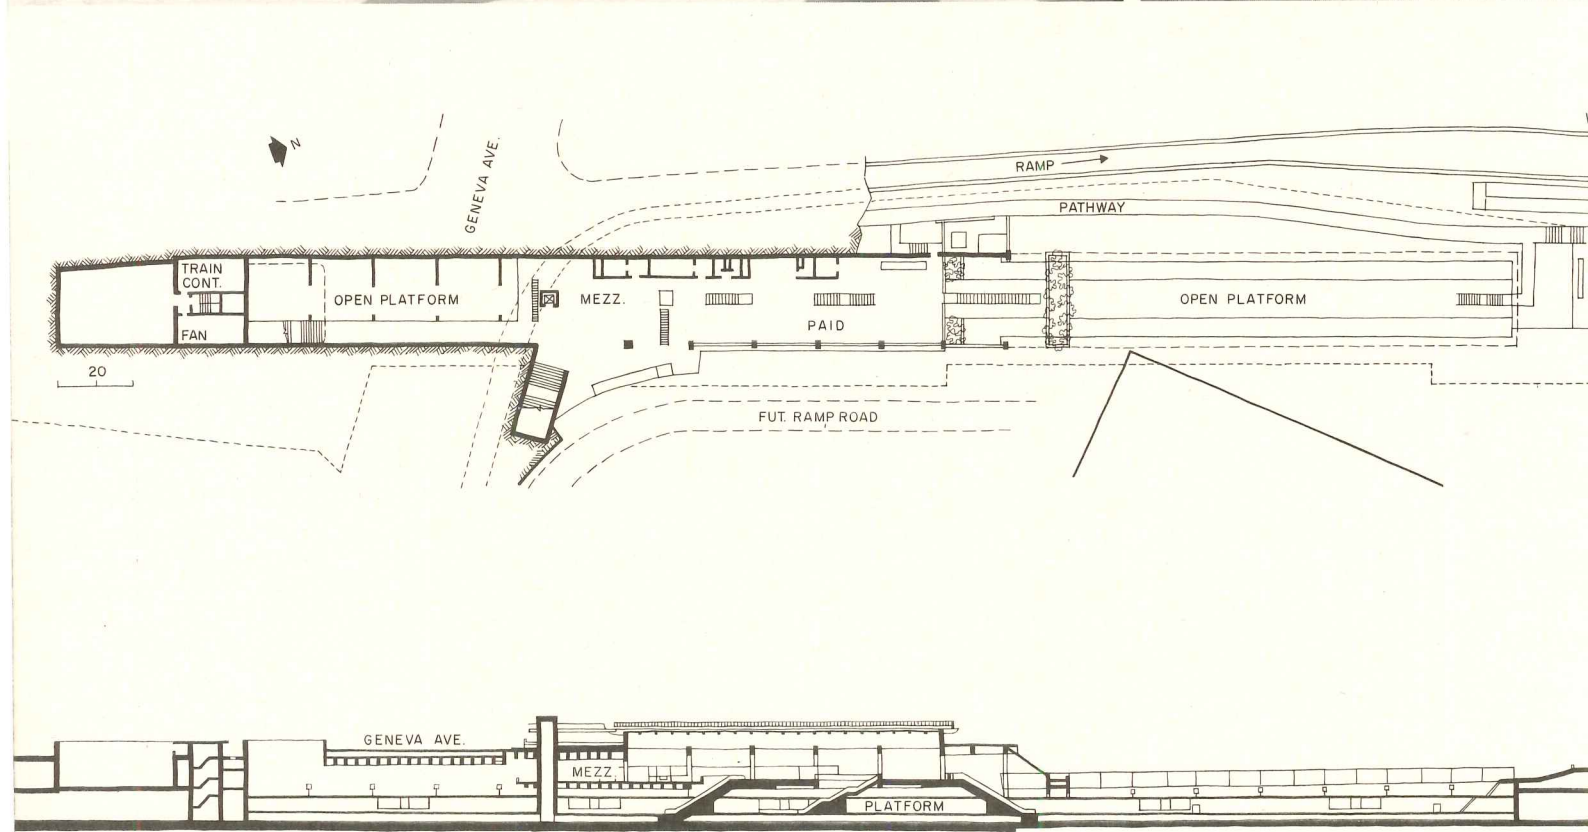 N
GENEVA AVE.
RAMP
PATHWAY
TRAIN
CONT.
OPEN PLATFORM
MEZZ.
OPEN PLATFORM
PAID
FAN
20
FUT. RAMP ROAD
GENEVA AVE.
MEZZ.
PLATFORM